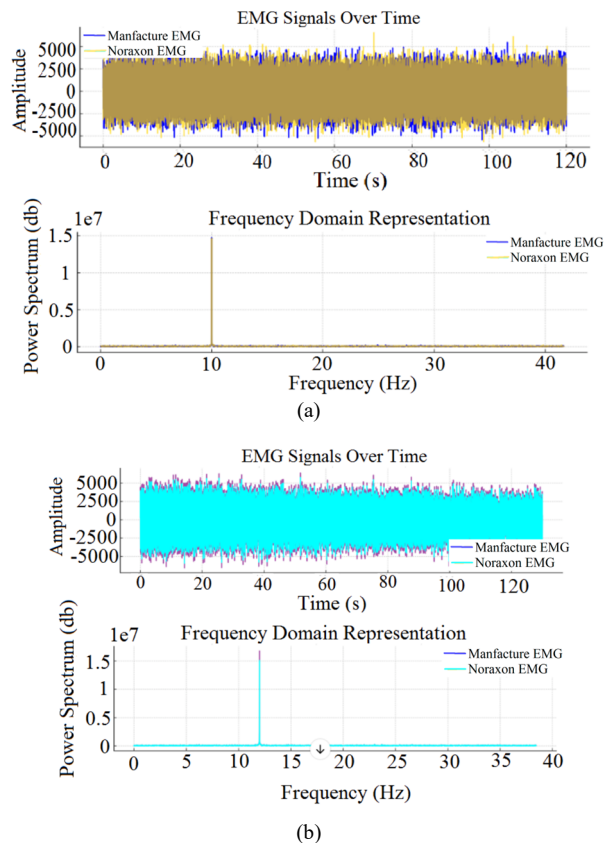 EMG Signals Over Time
Manfacture EMG
Noraxon EMG
Amplitude
5000
2500
0
-2500
-5000
0 20 40 60 80 100 120
Time (s)
Frequency Domain Representation
1e7
Power Spectrum (db)
Manfacture EMG
Noraxon EMG
1.5
1
0.5
0
0 10 20 30 40
Frequency (Hz)
(a)
EMG Signals Over Time
Amplitude
5000
2500
0
-2500
-5000
Manfacture EMG
Noraxon EMG
0 20 40 60 80 100 120
Time (s)
Frequency Domain Representation
1e7
Power Spectrum (db)
Manfacture EMG
Noraxon EMG
1.5
1
0.5
0
0 5 10 15 20 25 30 35 40
Frequency (Hz)
(b)